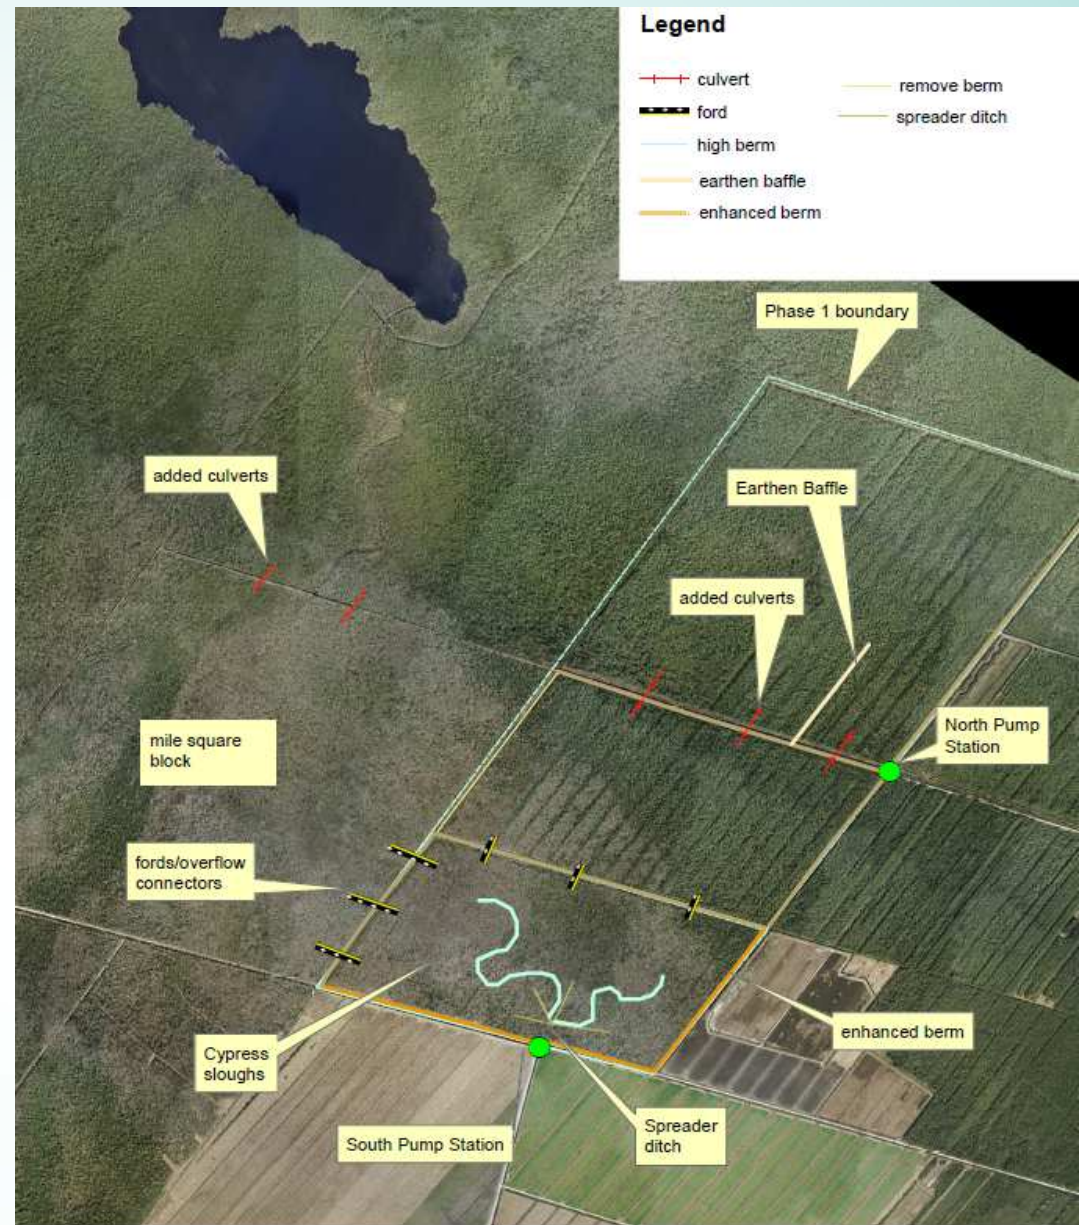 Legend
culvert
ford
high berm
earthen baffle
enhanced berm
remove berm
spreader ditch
Phase 1 boundary
added culverts
Earthen Baffle
added culverts
North Pump
Station
mile square
block
fords/overflow
connectors
enhanced berm
Cypress
sloughs
South Pump Station
Spreader
ditch